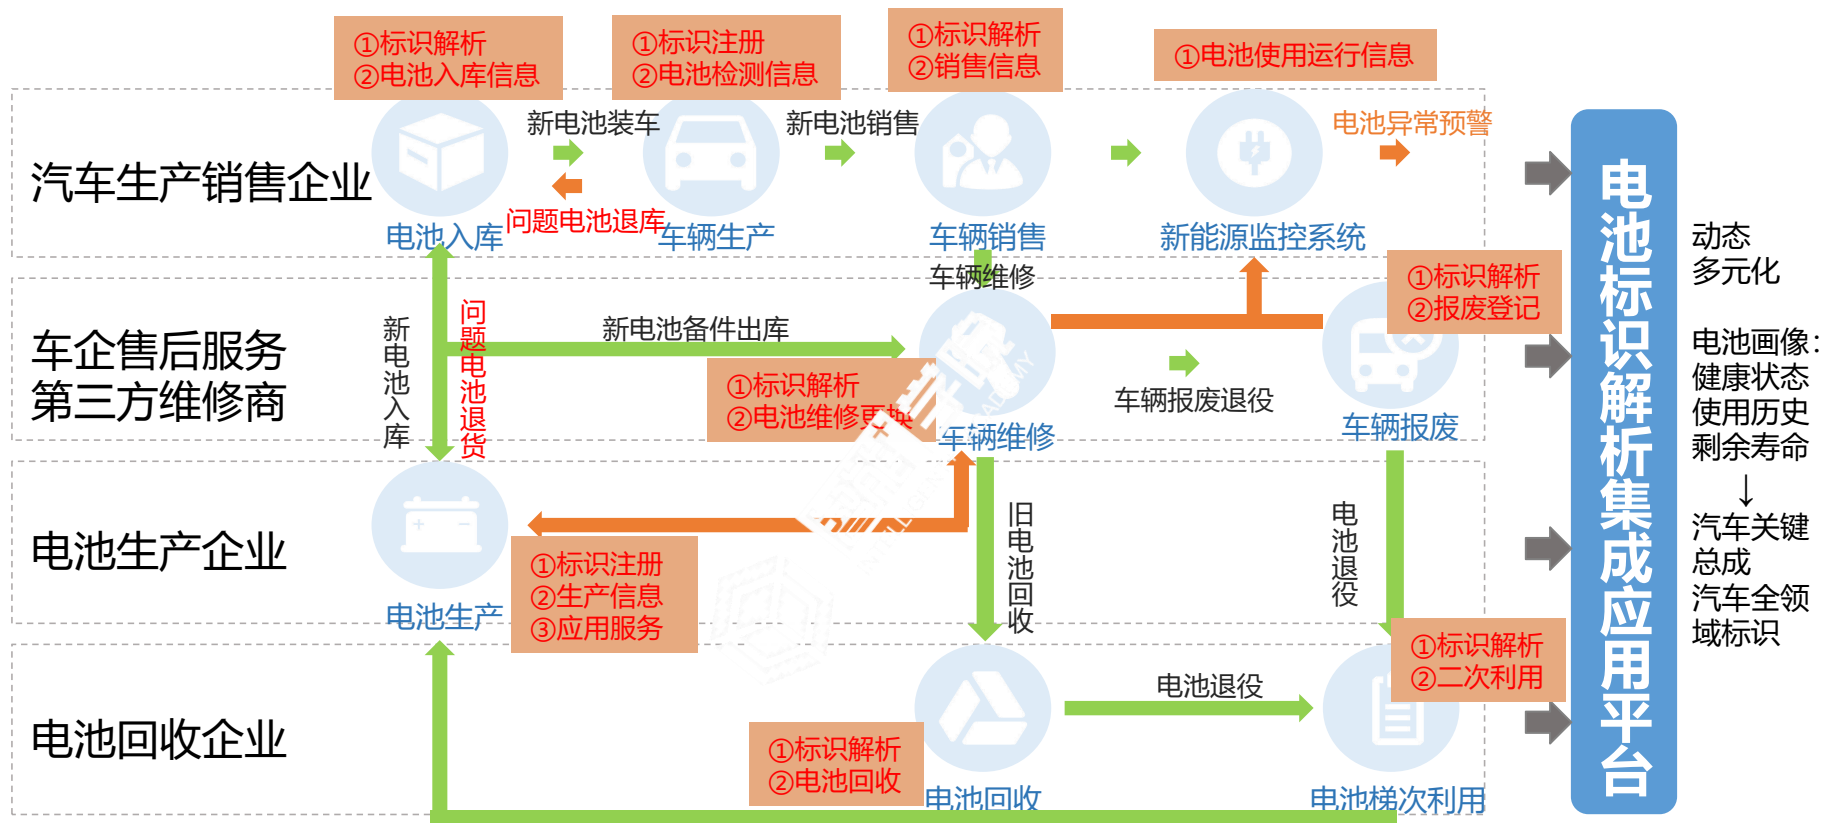 ①标识解析
②电池入库信息
①标识注册
②电池检测信息
①标识解析
②销售信息
①电池使用运行信息
汽车生产销售企业
新电池装车
新电池销售
电池异常预警
问题电池退库
电池入库
车辆生产
车辆销售
新能源监控系统
车企售后服务
第三方维修商
新电池入库
问题电池退货
新电池备件出库
车辆维修
①标识解析
②电池维修更换
车辆维修
车辆报废退役
①标识解析
②报废登记
车辆报废
电池生产企业
电池生产
①标识注册
②生产信息
③应用服务
旧电池回收
电池退役
电池回收企业
①标识解析
②电池回收
电池回收
电池退役
①标识解析
②二次利用
电池梯次利用
电池标识解析集成应用平台
动态
多元化
电池画像：
健康状态
使用历史
剩余寿命
↓
汽车关键
总成
汽车全领
域标识